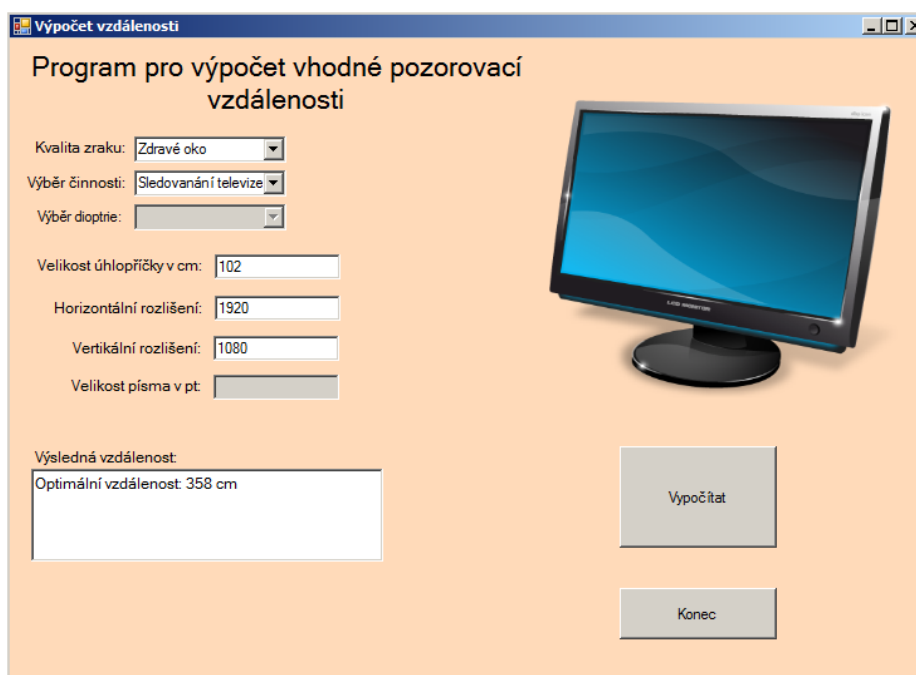 Výpočet vzdálenosti
Program pro výpočet vhodné pozorovací
vzdálenosti
Kvalita zraku: Zdravé oko
Výběr činnosti: Sledovanání televize
Výběr dioptrie:
Velikost úhlopříčky v cm: 102
Horizontální rozlišení: 1920
Vertikální rozlišení: 1080
Velikost písma v pt:
Výsledná vzdálenost:
Optimální vzdálenost: 358 cm
Vypočítat
Konec